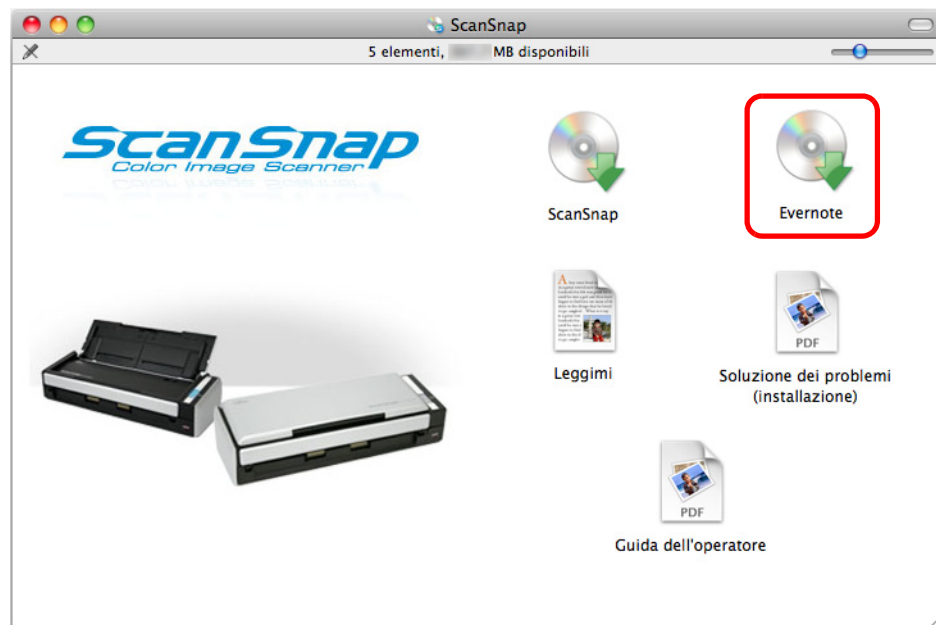 ScanSnap
5 elementi, MB disponibili
ScanSnap
Color Image Scanner
ScanSnap
Evernote
Leggimi
PDF
Soluzione dei problemi
(installazione)
PDF
Guida dell'operatore